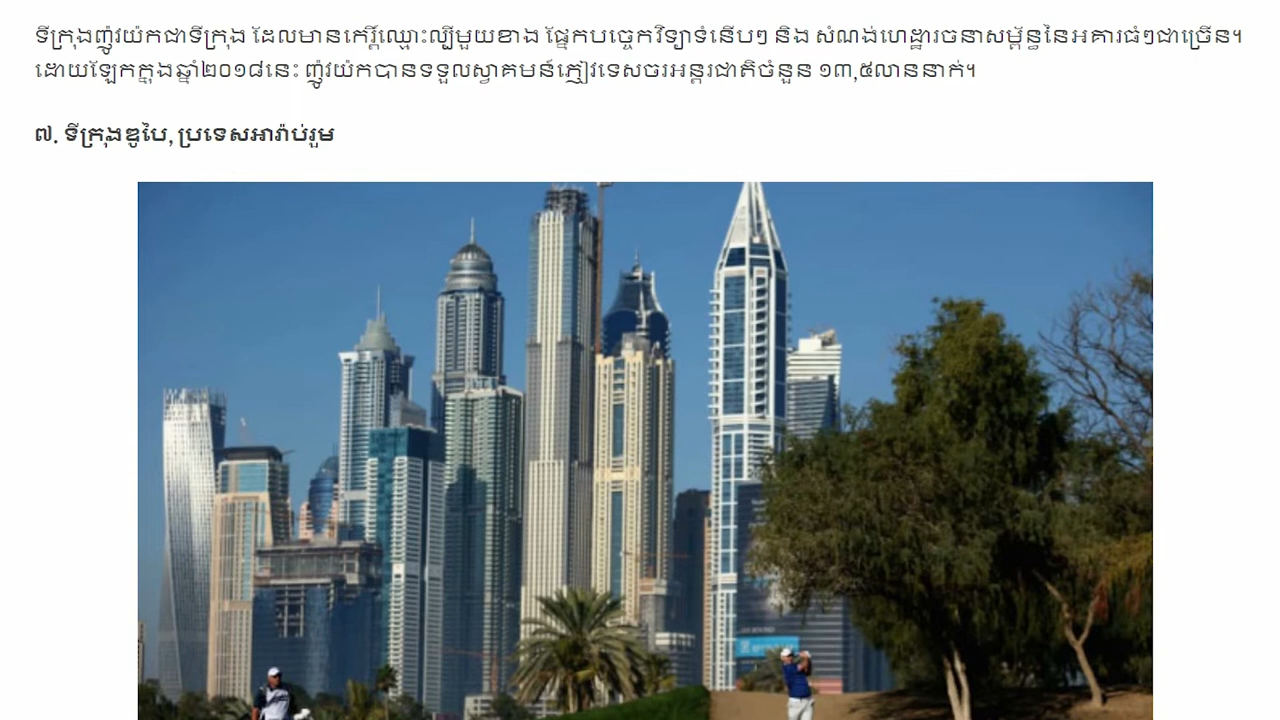 ទីក្រុងញ៉ូវយ៉កជាទីក្រុង ដែលមានកេរ្តិ៍ឈ្មោះល្បីមួយខាង ផ្នែកបច្ចេកវិទ្យាទំនើបៗ និង សំណង់ហេដ្ឋារចនាសម្ព័ន្ធនៃអគារធំៗជាច្រើន។
ដោយឡែកក្នុងឆ្នាំ២០១៨នេះ ញ៉ូវយ៉កបានទទួលស្វាគមន៍ភ្ញៀវទេសចរអន្តរជាតិចំនួន ១៣,៥លាននាក់។
៧. ទីក្រុងឌូបៃ, ប្រទេសអារ៉ាប់រួម